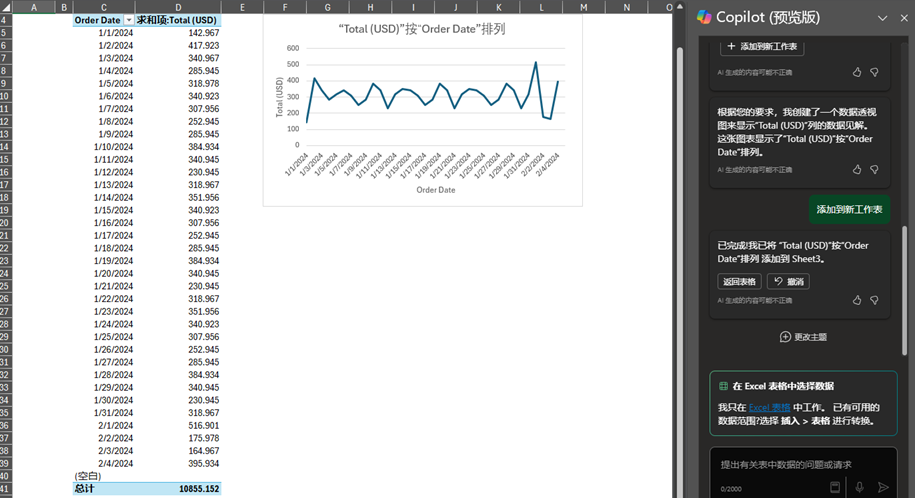 A B C D E F G H I J K L M N O
4 Order Date 求和项:Total (USD)
5 1/1/2024 142.967
6 1/2/2024 417.923
7 1/3/2024 340.967
8 1/4/2024 285.945
9 1/5/2024 318.978
10 1/6/2024 340.923
11 1/7/2024 307.956
12 1/8/2024 252.945
13 1/9/2024 285.945
14 1/10/2024 384.934
15 1/11/2024 340.945
16 1/12/2024 230.945
17 1/13/2024 318.967
18 1/14/2024 351.956
19 1/15/2024 340.923
20 1/16/2024 307.956
21 1/17/2024 252.945
22 1/18/2024 285.945
23 1/19/2024 384.934
24 1/20/2024 340.945
25 1/21/2024 230.945
26 1/22/2024 318.967
27 1/23/2024 351.956
28 1/24/2024 340.923
29 1/25/2024 307.956
30 1/26/2024 252.945
31 1/27/2024 285.945
32 1/28/2024 384.934
33 1/29/2024 340.945
34 1/30/2024 230.945
35 1/31/2024 318.967
36 2/1/2024 516.901
37 2/2/2024 175.978
38 2/3/2024 164.967
39 2/4/2024 395.934
40 (空白)
41 总计 10855.152
“Total (USD)”按“Order Date”排列
Total (USD)
600
500
400
300
200
100
0
1/1/2024
1/3/2024
1/5/2024
1/7/2024
1/9/2024
1/11/2024
1/13/2024
1/15/2024
1/17/2024
1/19/2024
1/21/2024
1/23/2024
1/25/2024
1/27/2024
1/29/2024
1/31/2024
2/2/2024
2/4/2024
Order Date
Copilot (预览版)
+ 添加到新工作表
AI 生成的内容可能不正确
根据您的要求，我创建了一个数据透视
图来显示“Total (USD)”列的数据见解。
这张图表显示了“Total (USD)”按“Order
Date”排列。
AI 生成的内容可能不正确
添加到新工作表
已完成!我已将 “Total (USD)”按“Order
Date”排列 添加到 Sheet3。
返回表格 撤消
AI 生成的内容可能不正确
更改主题
在 Excel 表格中选择数据
我只在 Excel 表格 中工作。 已有可用的
数据范围?选择 插入 > 表格 进行转换。
提出有关表中数据的问题或请求
0/2000